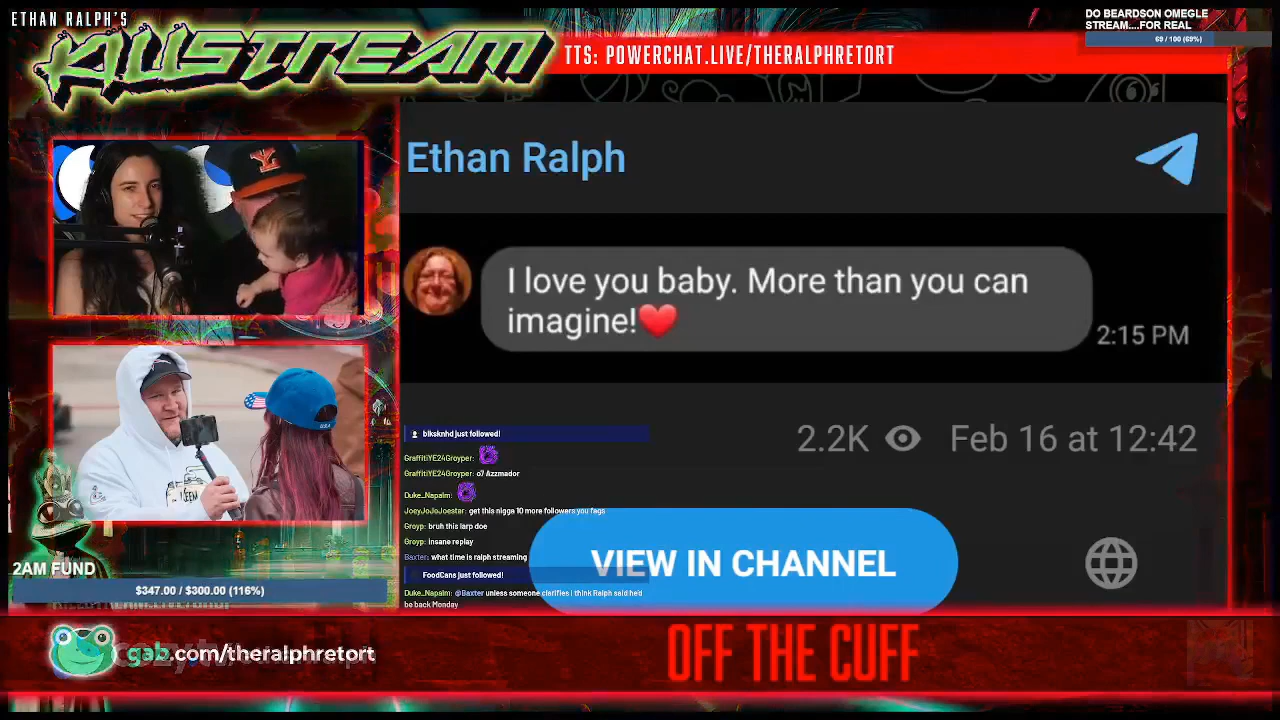 ETHAN RALPH'S
KILLSTREAM
TTS: POWERCHAT.LIVE/THERALPHRETORT
DO BEARDSON OMEGLE
STREAM....FOR REAL
69 / 100 (69%)
Ethan Ralph
I love you baby. More than you can
imagine!❤️
2:15 PM
2.2K
Feb 16 at 12:42
blksknhd just followed!
GraffitiYE24Groyper:
GraffitiYE24Groyper: o7 Azzmador
Duke_Napalm:
JoeyJoJoJoester: get this nigga 10 more followers you fags
Groyp: bruh this larp doe
Groyp: insane replay
Baxter: what time is ralph streaming
FoodCans just followed!
Duke_Napalm: @Baxter unless someone clarifies i think Ralph said he'd
be back Monday
VIEW IN CHANNEL
2AM FUND
$347.00 / $300.00 (116%)
gab.com/theralphretort
OFF THE CUFF